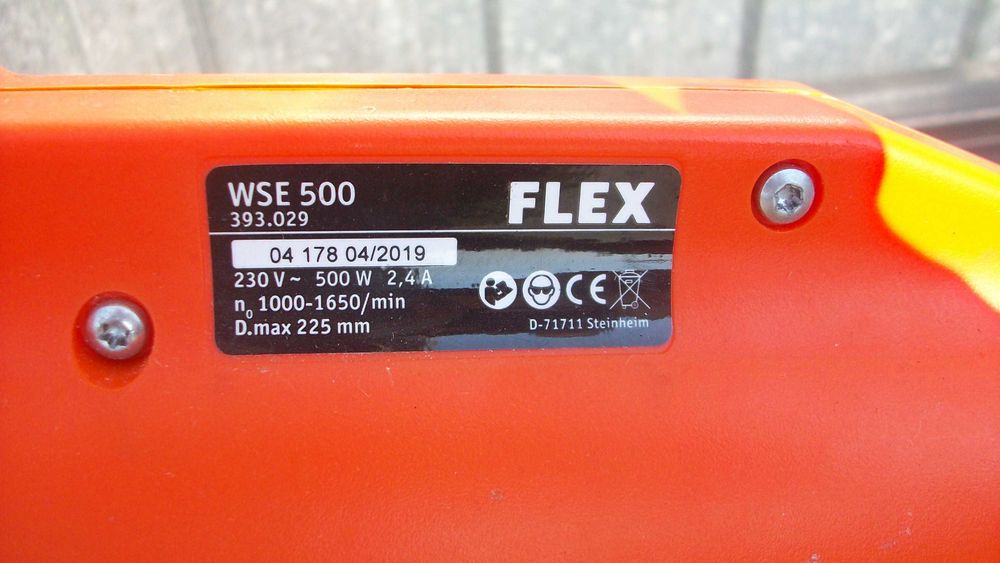 WSE 500
393.029
FLEX
04 178 04/2019
230 V~ 500 W 2,4 A
n₀ 1000-1650/min
D.max 225 mm
CE
D-71711 Steinheim